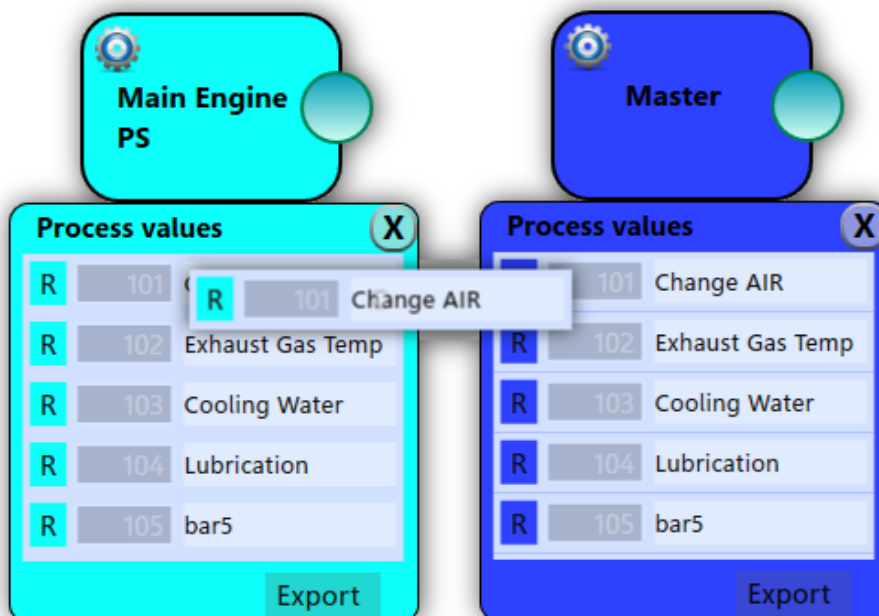 Main Engine
PS
Process values
X
R 101
R 101 Change AIR
R 102 Exhaust Gas Temp
R 103 Cooling Water
R 104 Lubrication
R 105 bar5
Export
Master
Process values
X
101 Change AIR
R 102 Exhaust Gas Temp
R 103 Cooling Water
R 104 Lubrication
R 105 bar5
Export